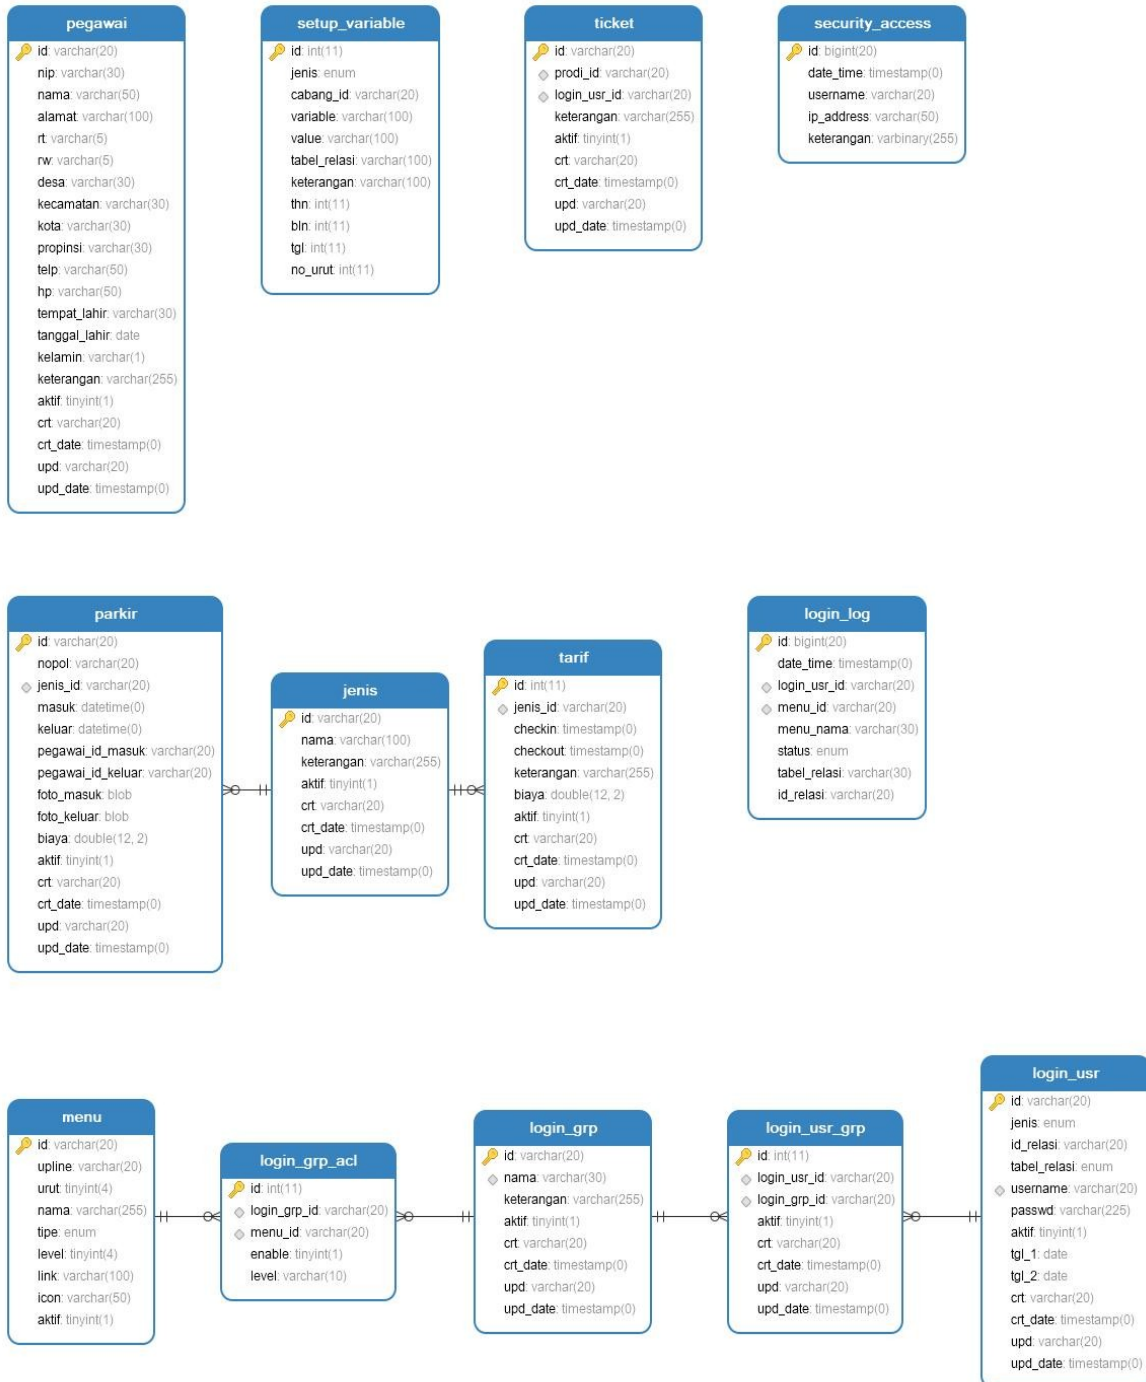 pegawai
id: varchar(20)
nip: varchar(30)
nama: varchar(50)
alamat: varchar(100)
rt: varchar(5)
rw: varchar(5)
desa: varchar(30)
kecamatan: varchar(30)
kota: varchar(30)
propinsi: varchar(30)
telp: varchar(50)
hp: varchar(50)
tempat_lahir: varchar(30)
tanggal_lahir: date
kelamin: varchar(1)
keterangan: varchar(255)
aktif: tinyint(1)
crt: varchar(20)
crt_date: timestamp(0)
upd: varchar(20)
upd_date: timestamp(0)
setup_variable
id: int(11)
jenis: enum
cabang_id: varchar(20)
variable: varchar(100)
value: varchar(100)
tabel_relasi: varchar(100)
keterangan: varchar(100)
thn: int(11)
bln: int(11)
tgl: int(11)
no_urut: int(11)
ticket
id: varchar(20)
prodi_id: varchar(20)
login_usr_id: varchar(20)
keterangan: varchar(255)
aktif: tinyint(1)
crt: varchar(20)
crt_date: timestamp(0)
upd: varchar(20)
upd_date: timestamp(0)
security_access
id: bigint(20)
date_time: timestamp(0)
username: varchar(20)
ip_address: varchar(50)
keterangan: varbinary(255)
parkir
id: varchar(20)
nopol: varchar(20)
jenis_id: varchar(20)
masuk: datetime(0)
keluar: datetime(0)
pegawai_id_masuk: varchar(20)
pegawai_id_keluar: varchar(20)
foto_masuk: blob
foto_keluar: blob
biaya: double(12, 2)
aktif: tinyint(1)
crt: varchar(20)
crt_date: timestamp(0)
upd: varchar(20)
upd_date: timestamp(0)
jenis
id: varchar(20)
nama: varchar(100)
keterangan: varchar(255)
aktif: tinyint(1)
crt: varchar(20)
crt_date: timestamp(0)
upd: varchar(20)
upd_date: timestamp(0)
tarif
id: int(11)
jenis_id: varchar(20)
checkin: timestamp(0)
checkout: timestamp(0)
keterangan: varchar(255)
biaya: double(12, 2)
aktif: tinyint(1)
crt: varchar(20)
crt_date: timestamp(0)
upd: varchar(20)
upd_date: timestamp(0)
login_log
id: bigint(20)
date_time: timestamp(0)
login_usr_id: varchar(20)
menu_id: varchar(20)
menu_nama: varchar(30)
status: enum
tabel_relasi: varchar(30)
id_relasi: varchar(20)
menu
id: varchar(20)
upline: varchar(20)
urut: tinyint(4)
nama: varchar(255)
tipe: enum
level: tinyint(4)
link: varchar(100)
icon: varchar(50)
aktif: tinyint(1)
login_grp_acl
id: int(11)
login_grp_id: varchar(20)
menu_id: varchar(20)
enable: tinyint(1)
level: varchar(10)
login_grp
id: varchar(20)
nama: varchar(30)
keterangan: varchar(255)
aktif: tinyint(1)
crt: varchar(20)
crt_date: timestamp(0)
upd: varchar(20)
upd_date: timestamp(0)
login_usr_grp
id: int(11)
login_usr_id: varchar(20)
login_grp_id: varchar(20)
aktif: tinyint(1)
crt: varchar(20)
crt_date: timestamp(0)
upd: varchar(20)
upd_date: timestamp(0)
login_usr
id: varchar(20)
jenis: enum
id_relasi: varchar(20)
tabel_relasi: enum
username: varchar(20)
passwd: varchar(225)
aktif: tinyint(1)
tgl_1: date
tgl_2: date
crt: varchar(20)
crt_date: timestamp(0)
upd: varchar(20)
upd_date: timestamp(0)